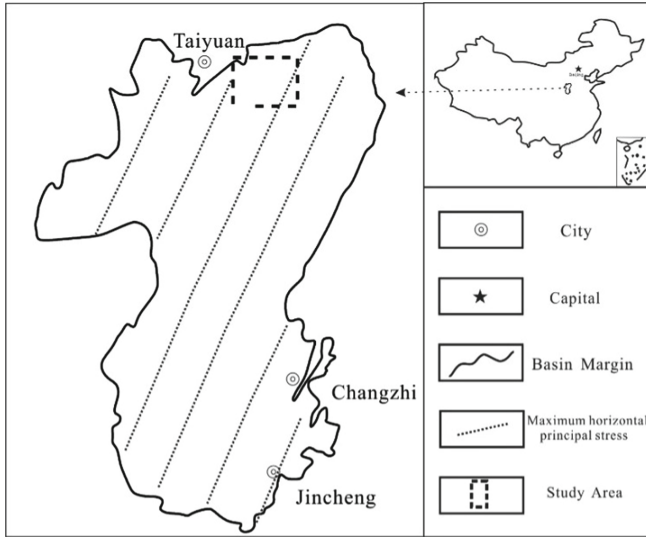 Taiyuan
Changzhi
Jincheng
City
Capital
Basin Margin
Maximum horizontal
principal stress
Study Area